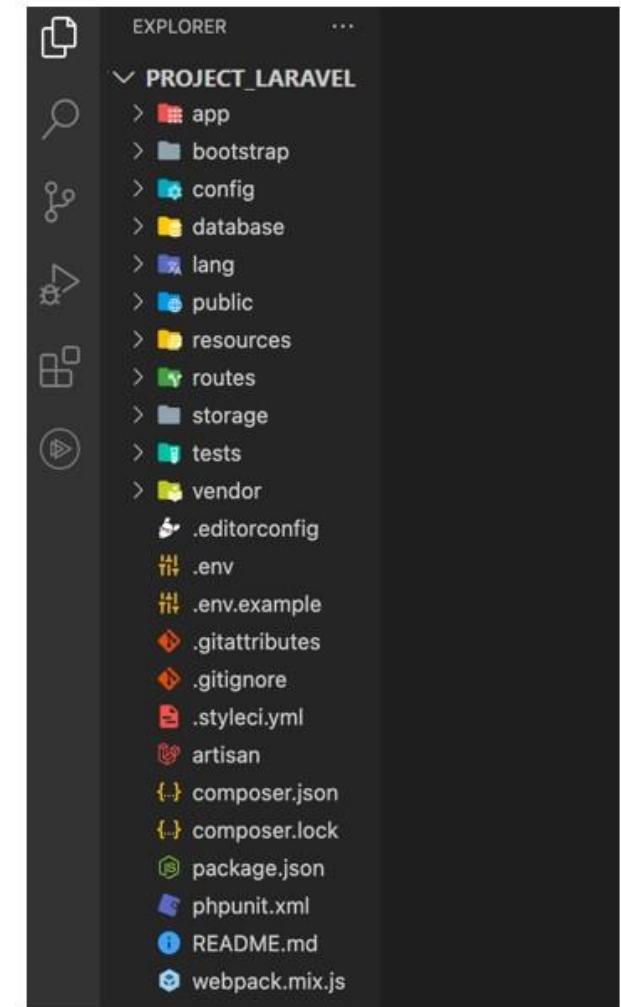 EXPLORER ...
PROJECT_LARAVEL
app
bootstrap
config
database
lang
public
resources
routes
storage
tests
vendor
.editorconfig
.env
.env.example
.gitattributes
.gitignore
.styleci.yml
artisan
composer.json
composer.lock
package.json
phpunit.xml
README.md
webpack.mix.js